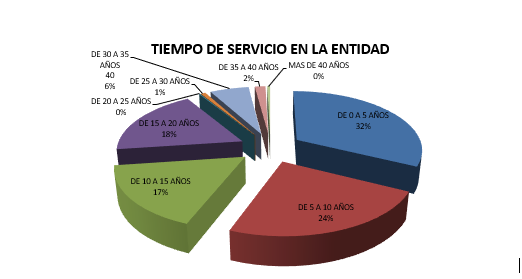 TIEMPO DE SERVICIO EN LA ENTIDAD
DE 30 A 35
AÑOS
40
6%
DE 35 A 40 AÑOS
2%
MAS DE 40 AÑOS
0%
DE 25 A 30 AÑOS
1%
DE 20 A 25 AÑOS
0%
DE 0 A 5 AÑOS
32%
DE 15 A 20 AÑOS
18%
DE 10 A 15 AÑOS
17%
DE 5 A 10 AÑOS
24%